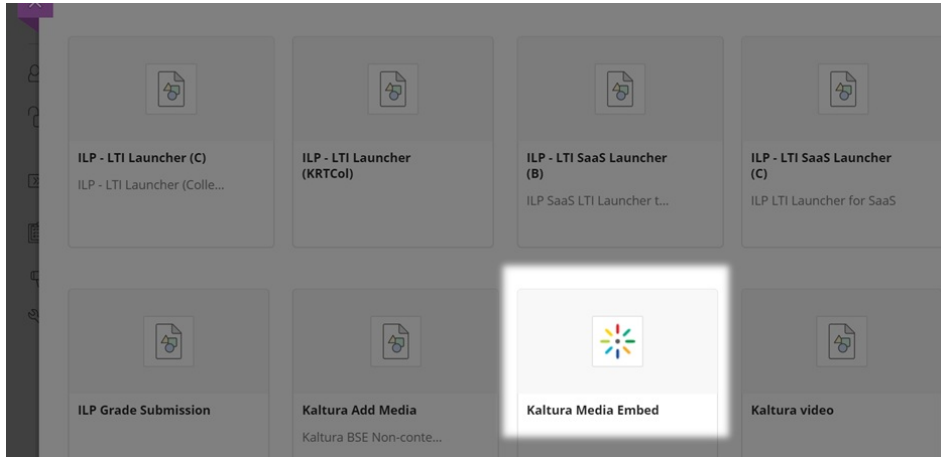 ILP - LTI Launcher (C)
ILP - LTI Launcher (Colle...
ILP - LTI Launcher
(KRTCol)
ILP - LTI SaaS Launcher
(B)
ILP SaaS LTI Launcher t...
ILP - LTI SaaS Launcher
(C)
ILP LTI Launcher for SaaS
ILP Grade Submission
Kaltura Add Media
Kaltura BSE Non-conte...
Kaltura Media Embed
Kaltura video